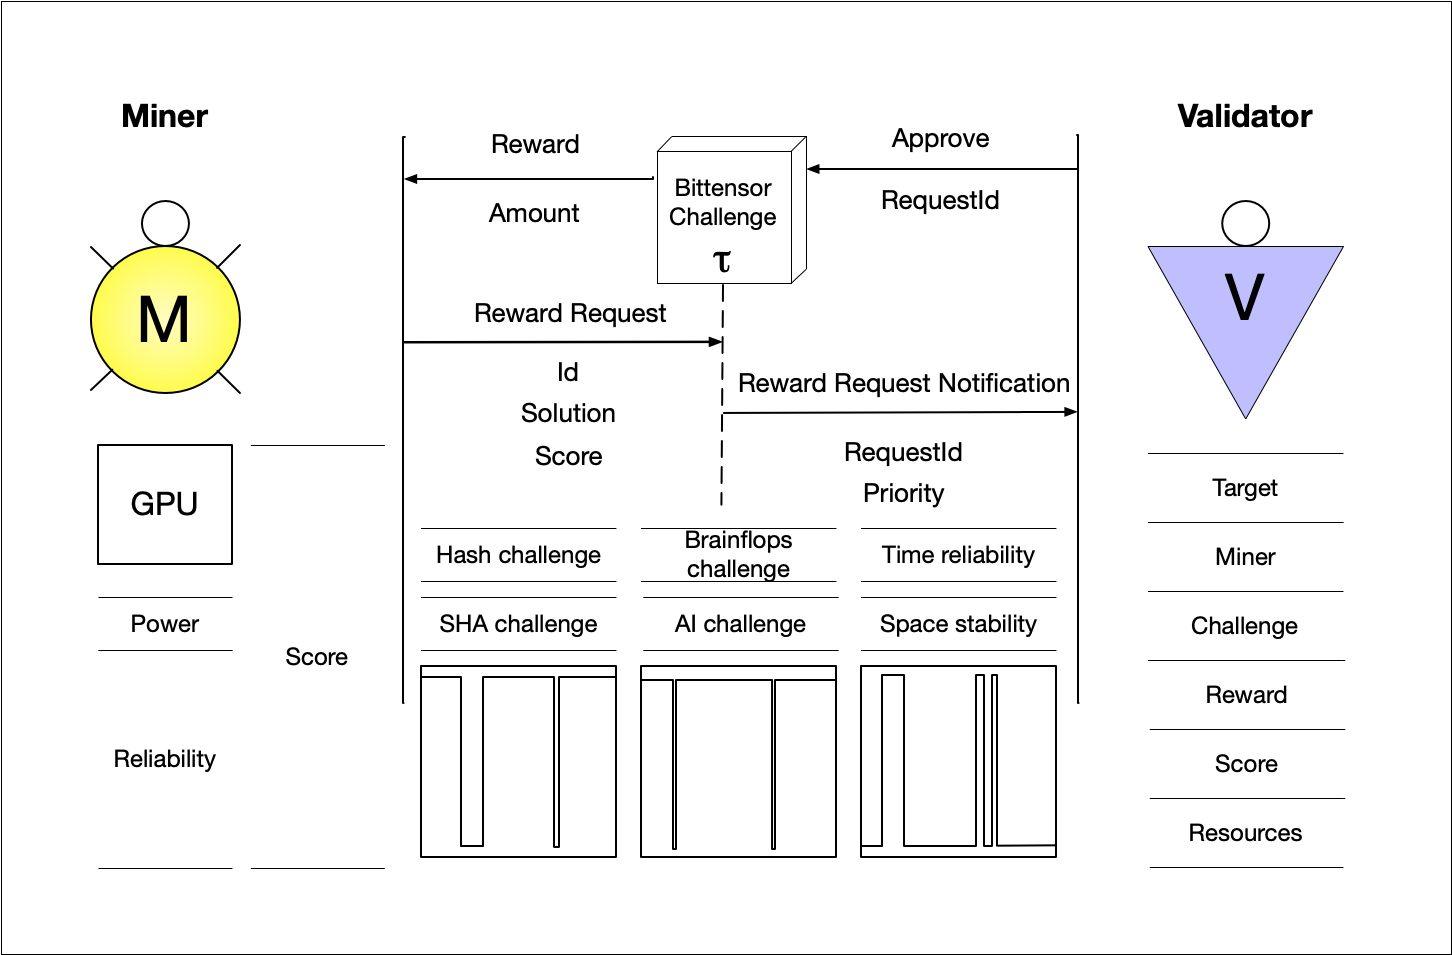 Miner
Validator
Reward
Amount
Bittensor
Challenge
τ
Approve
RequestId
M
V
Reward Request
Id
Solution
Score
Reward Request Notification
RequestId
Priority
GPU
Power
Reliability
Score
Hash challenge
Brainflops
challenge
Time reliability
SHA challenge
AI challenge
Space stability
Target
Miner
Challenge
Reward
Score
Resources